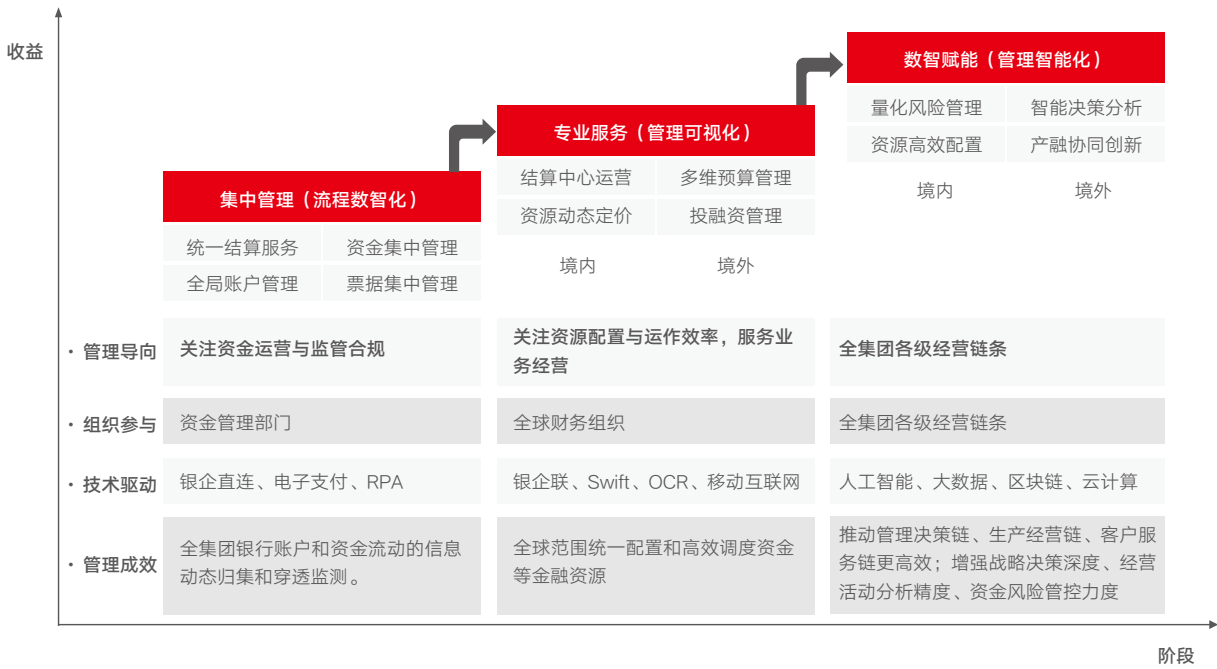 收益
数智赋能（管理智能化）
量化风险管理
智能决策分析
资源高效配置
产融协同创新
境内
境外
专业服务（管理可视化）
结算中心运营
多维预算管理
资源动态定价
投融资管理
境内
境外
集中管理（流程数智化）
统一结算服务
资金集中管理
全局账户管理
票据集中管理
· 管理导向
关注资金运营与监管合规
关注资源配置与运作效率，服务业
务经营
全集团各级经营链条
· 组织参与
资金管理部门
全球财务组织
全集团各级经营链条
· 技术驱动
银企直连、电子支付、RPA
银企联、Swift、OCR、移动互联网
人工智能、大数据、区块链、云计算
· 管理成效
全集团银行账户和资金流动的信息
动态归集和穿透监测。
全球范围统一配置和高效调度资金
等金融资源
推动管理决策链、生产经营链、客户服
务链更高效；增强战略决策深度、经营
活动分析精度、资金风险管控力度
阶段